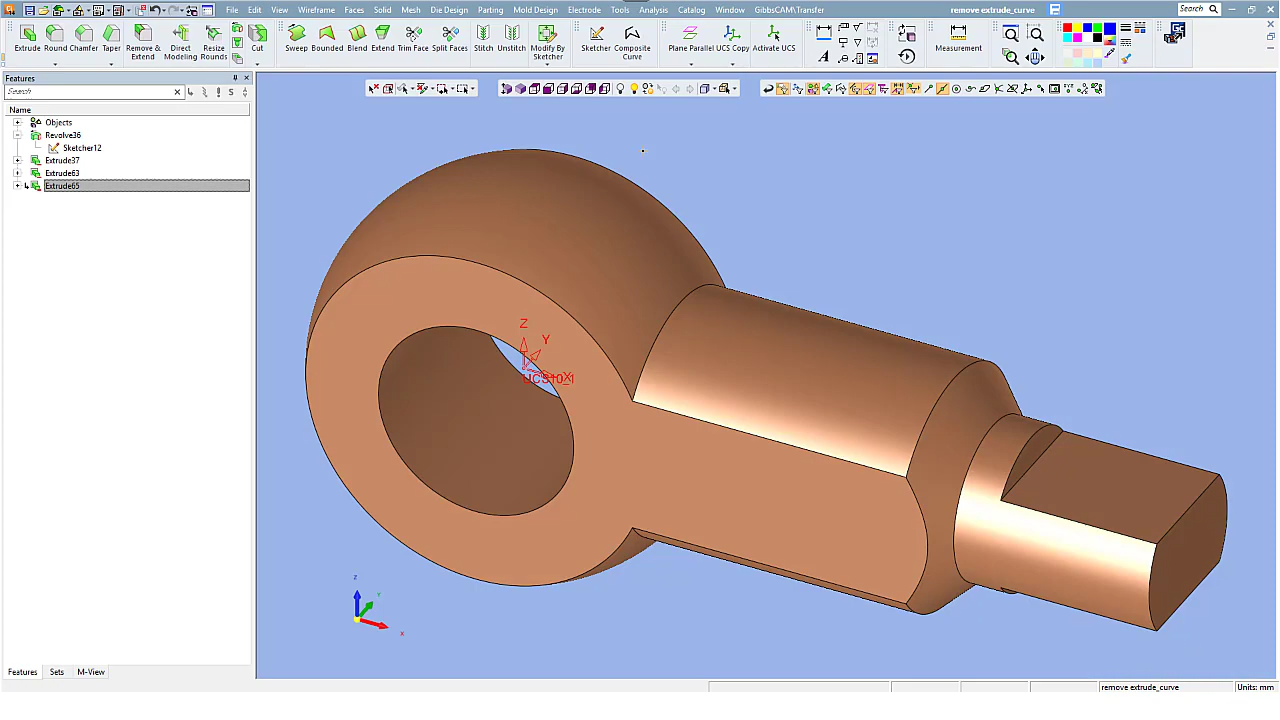 File Edit View Wireframe Faces Solid Mesh Die Design Parting Mold Design Electrode Tools Analysis Catalog Window GibbsCAM/Transfer
remove extrude_curve
Search
Extrude Round Chamfer Taper Remove & Extend Direct Modeling Resize Rounds Cut Sweep Bounded Blend Split Split Faces Stitch Unstitch Modify By Sketcher Sketcher Composite Curve Plane Parallel UCS Copy Activate UCS Measurement
Features
Search
Name
Objects
Revolve36
Sketcher12
Extrude37
Extrude63
Extrude65
Z
Y
X
UCS10_1
Z
Y
X
Features Sets M-View
remove extrude_curve
Units: mm